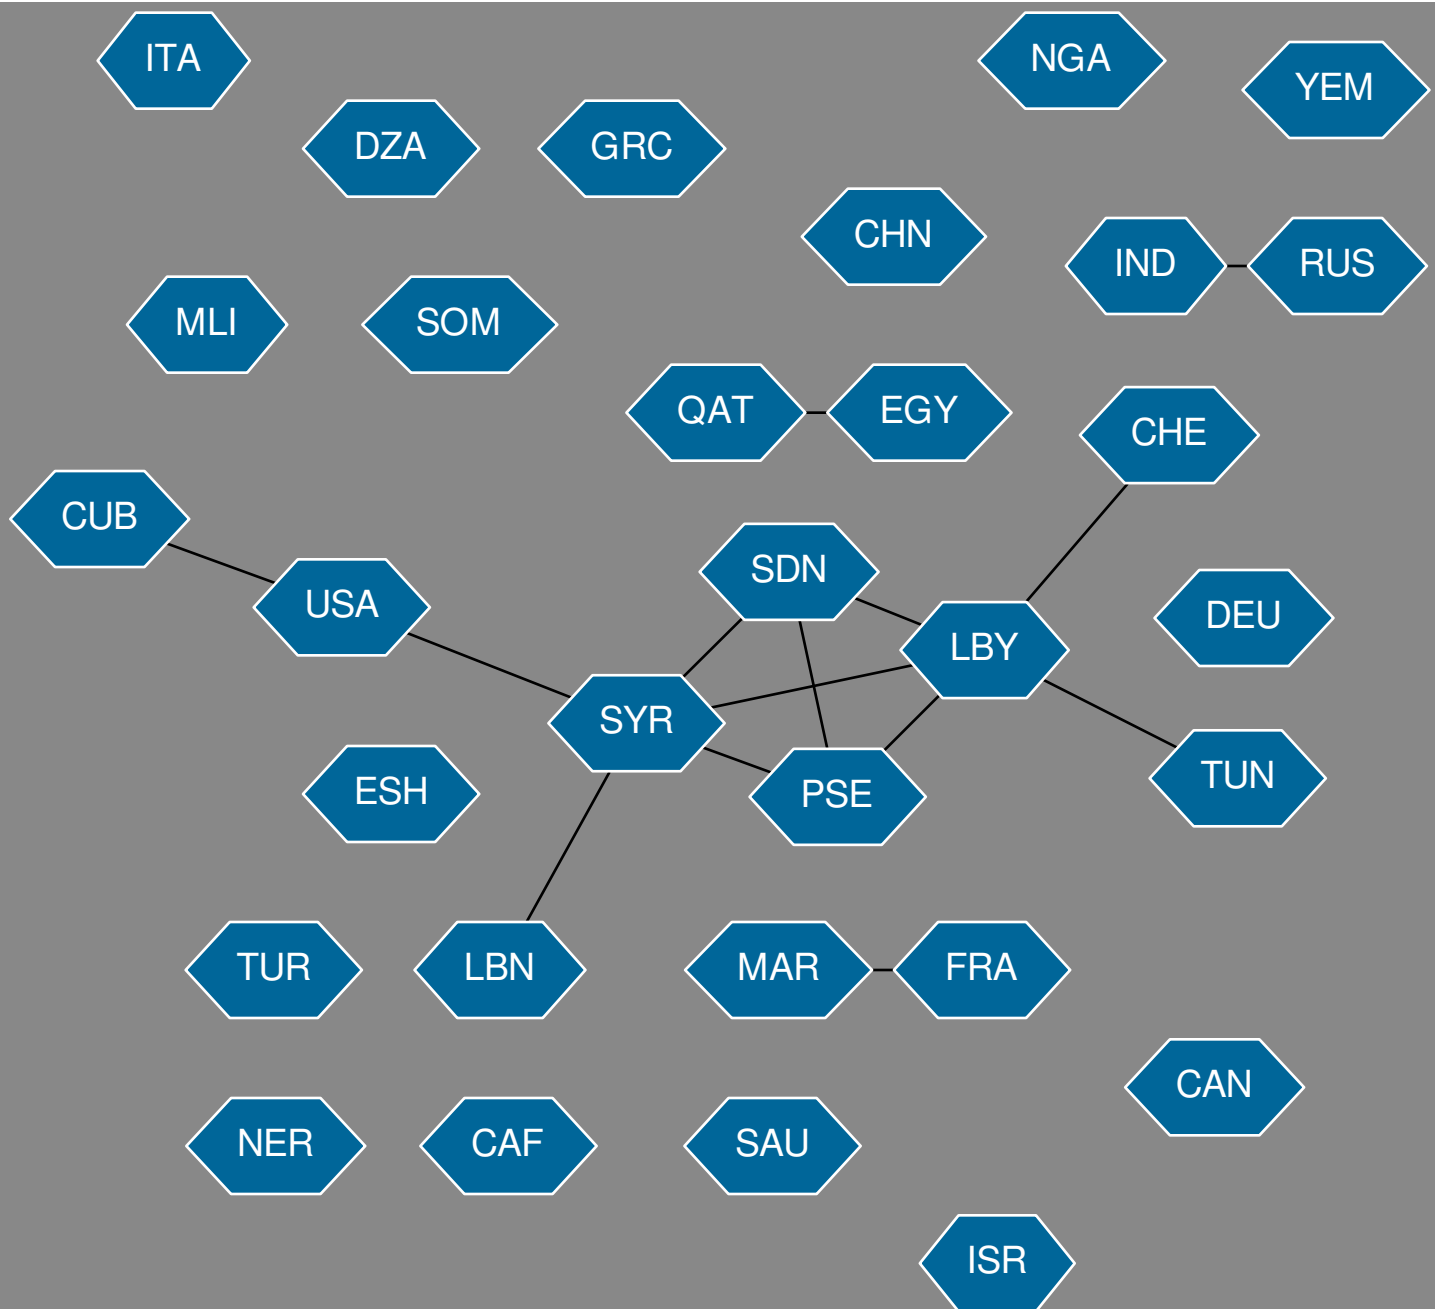 ITA
NGA
YEM
DZA
GRC
CHN
IND
RUS
MLI
SOM
QAT
EGY
CHE
CUB
SDN
USA
DEU
LBY
SYR
TUN
ESH
PSE
TUR
LBN
MAR
FRA
CAN
NER
CAF
SAU
ISR